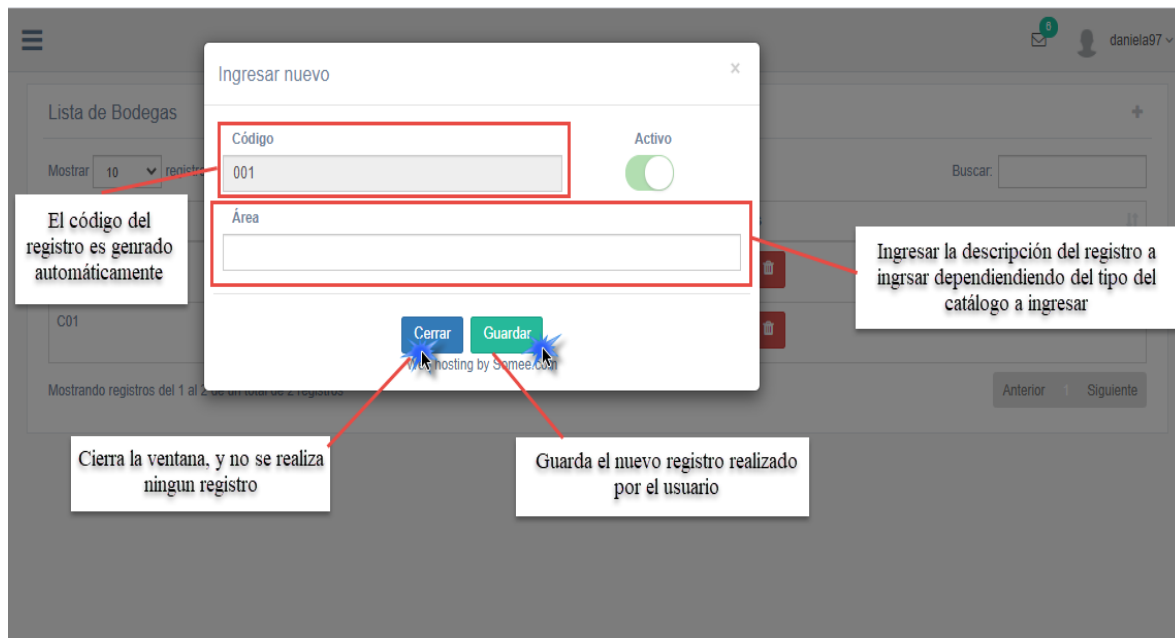 8
daniela97
Ingresar nuevo
×
Lista de Bodegas
Código
Activo
Mostrar 10 registro
001
Buscar:
El código del
registro es genrado
automáticamente
Área
Ingresar la descripción del registro a
ingrsar dependiendiendo del tipo del
catálogo a ingresar
C01
Cerrar
Guardar
Web hosting by Somee.com
Mostrando registros del 1 al 2 de un total de 2 registros
Anterior 1 Siguiente
Cierra la ventana, y no se realiza
ningun registro
Guarda el nuevo registro realizado
por el usuario